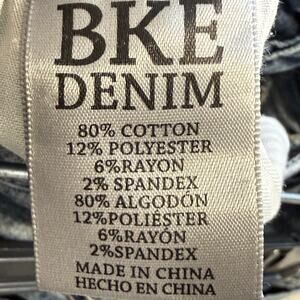 BKE
DENIM
80% COTTON
12% POLYESTER
6%RAYON
2% SPANDEX
80% ALGODÓN
12%POLIÉSTER
6%RAYÓN
2%SPANDEX
MADE IN CHINA
HECHO EN CHINA